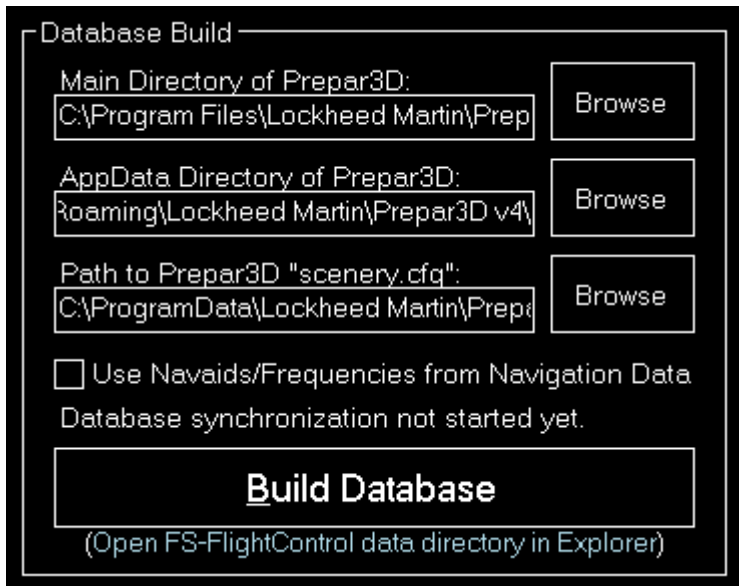 Database Build
Main Directory of Prepar3D:
C:\Program Files\Lockheed Martin\Prep
Browse
AppData Directory of Prepar3D:
Roaming\Lockheed Martin\Prepar3D v4\
Browse
Path to Prepar3D "scenery.cfg":
C:\ProgramData\Lockheed Martin\Prepa
Browse
Use Navaids/Frequencies from Navigation Data
Database synchronization not started yet.
Build Database
(Open FS-FlightControl data directory in Explorer)